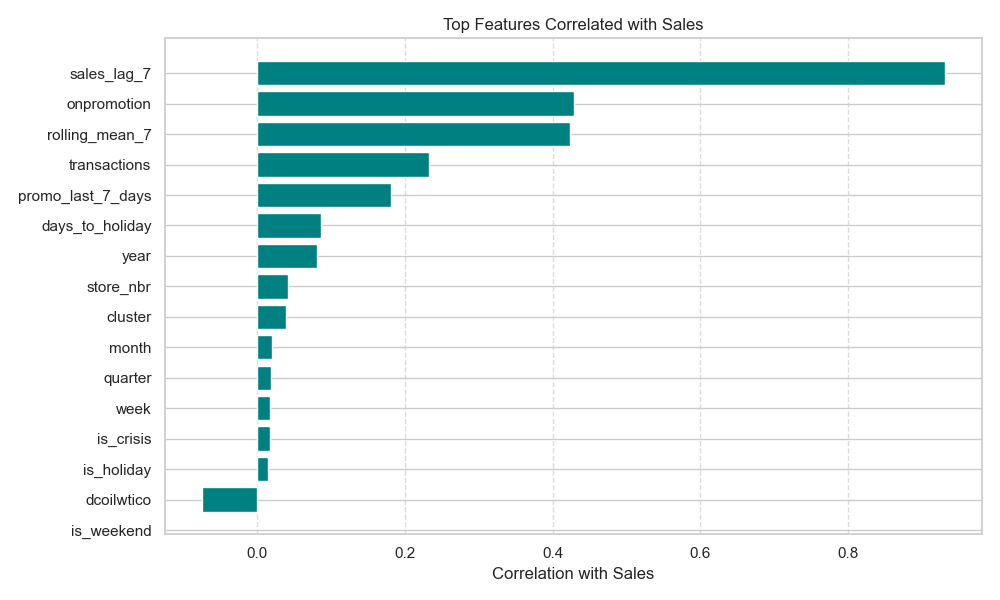 Top Features Correlated with Sales
sales_lag_7
onpromotion
rolling_mean_7
transactions
promo_last_7_days
days_to_holiday
year
store_nbr
cluster
month
quarter
week
is_crisis
is_holiday
dcoilwtico
is_weekend
0.0 0.2 0.4 0.6 0.8
Correlation with Sales